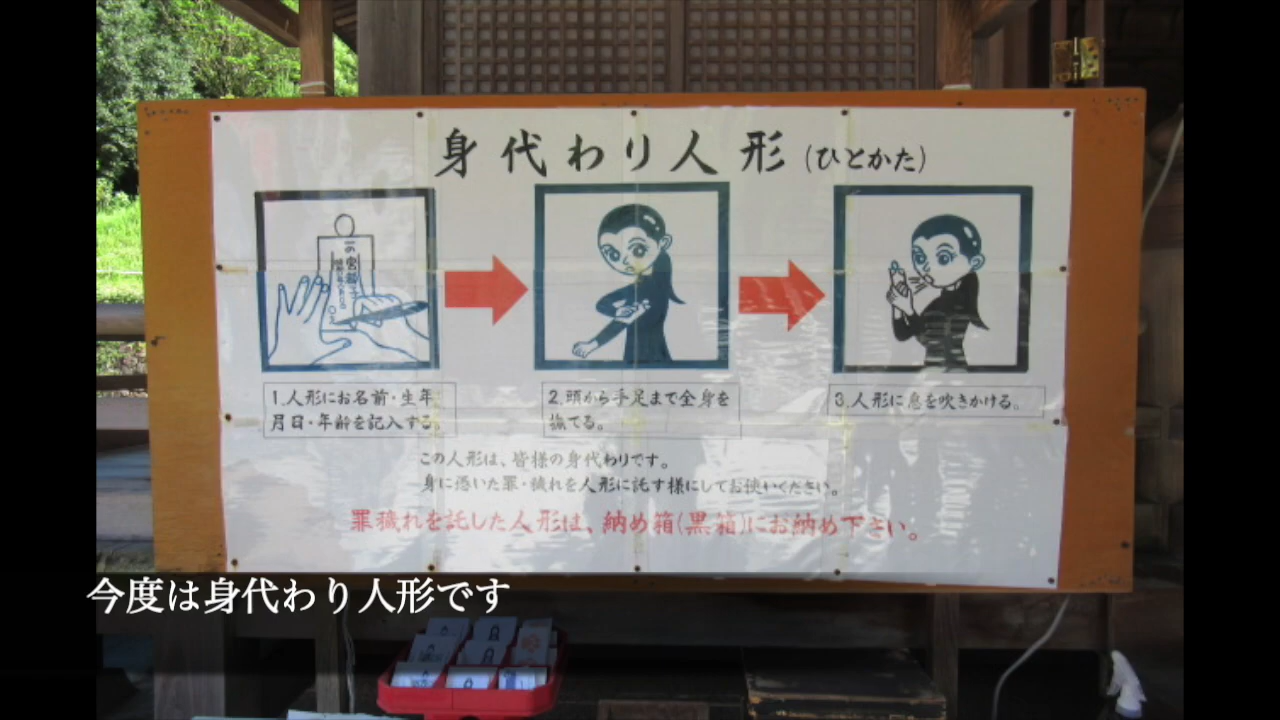 身代わり人形(ひとかた)
1.人形にお名前・生年
月日・年齢を記入する。
2.頭から手足まで全身を
撫でる。
3.人形に息を吹きかける。
この人形は、皆様の身代わりです。
身に憑いた罪・穢れを人形に託す様にしてお使いください。
罪穢れを託した人形は、納め箱(黒箱)にお納め下さい。
今度は身代わり人形です